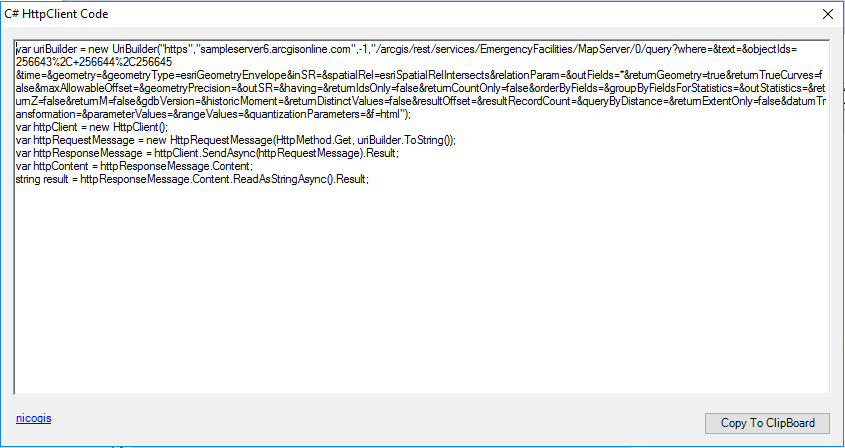 C# HttpClient Code
var uriBuilder = new UriBuilder("https","sampleserver6.arcgisonline.com",-1,"/arcgis/rest/services/EmergencyFacilities/MapServer/0/query?where=&text=&objectIds=
256643%2C+256644%2C256645
&time=&geometry=&geometryType=esriGeometryEnvelope&inSR=&spatialRel=esriSpatialRelIntersects&relationParam=&outFields=*&returnGeometry=true&returnTrueCurves=f
alse&maxAllowableOffset=&geometryPrecision=&outSR=&having=&returnIdsOnly=false&returnCountOnly=false&orderByFields=&groupByFieldsForStatistics=&outStatistics=&ret
urnZ=false&returnM=false&gdbVersion=&historicMoment=&returnDistinctValues=false&resultOffset=&resultRecordCount=&queryByDistance=&returnExtentOnly=false&datumTr
ansformation=&parameterValues=&rangeValues=&quantizationParameters=&f=html");
var httpClient = new HttpClient();
var httpRequestMessage = new HttpRequestMessage(HttpMethod.Get, uriBuilder.ToString());
var httpResponseMessage = httpClient.SendAsync(httpRequestMessage).Result;
var httpContent = httpResponseMessage.Content;
string result = httpResponseMessage.Content.ReadAsStringAsync().Result;
nicogis
Copy To ClipBoard